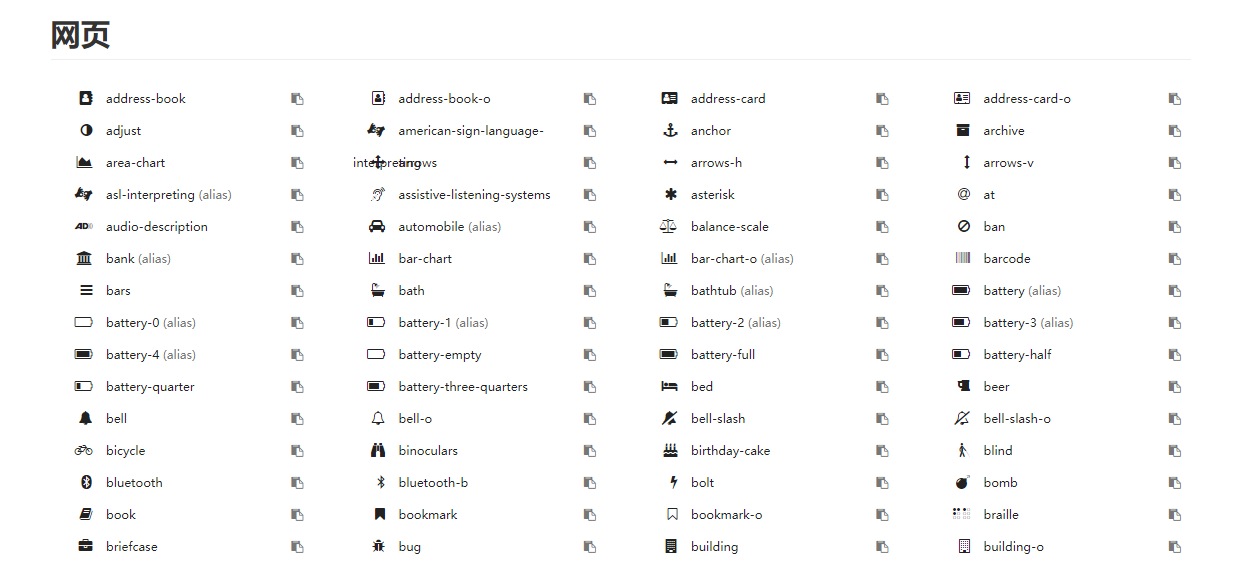 网页
address-book address-book-o address-card address-card-o
adjust american-sign-language-interpreting anchor archive
area-chart arrows arrows-h arrows-v
asl-interpreting (alias) assistive-listening-systems asterisk at
audio-description automobile (alias) balance-scale ban
bank (alias) bar-chart bar-chart-o (alias) barcode
bars bath bathtub (alias) battery (alias)
battery-0 (alias) battery-1 (alias) battery-2 (alias) battery-3 (alias)
battery-4 (alias) battery-empty battery-full battery-half
battery-quarter battery-three-quarters bed beer
bell bell-o bell-slash bell-slash-o
bicycle binoculars birthday-cake blind
bluetooth bluetooth-b bolt bomb
book bookmark bookmark-o braille
briefcase bug building building-o